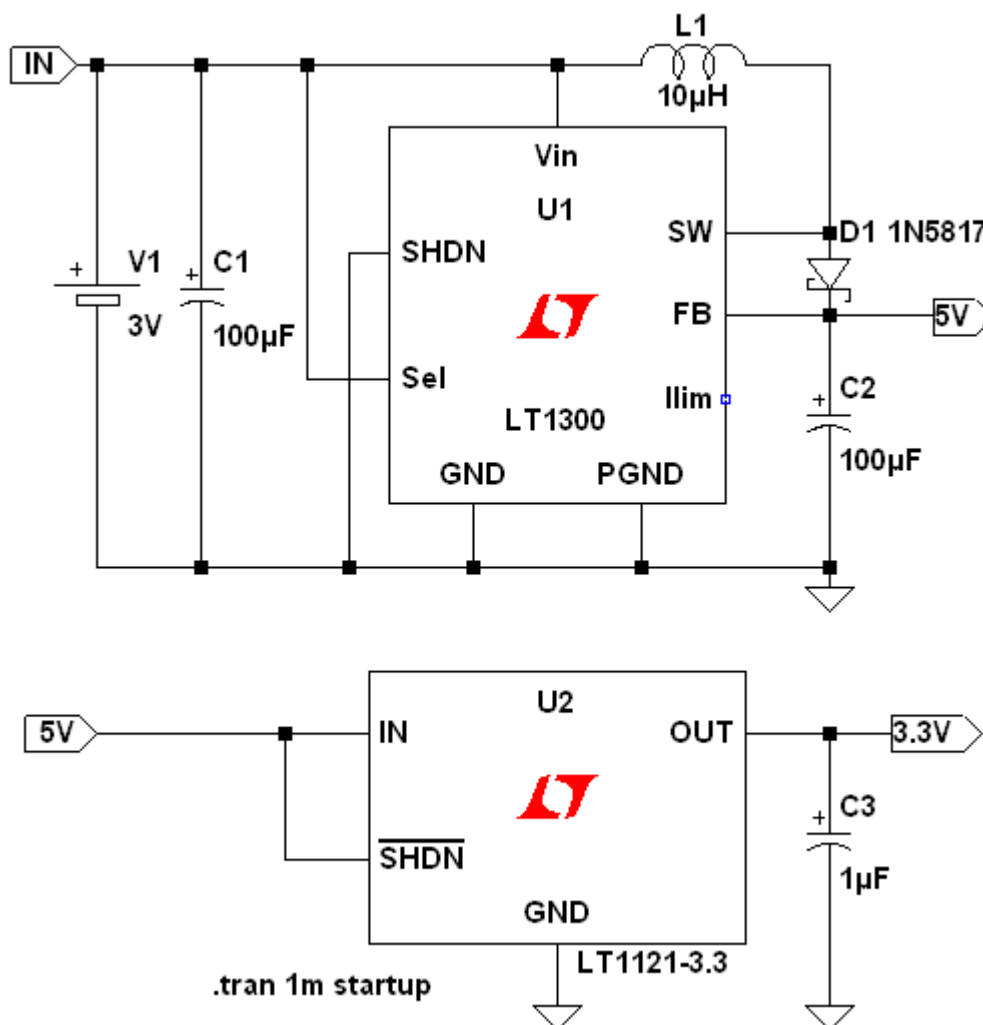 L1
IN
10µH
Vin
U1
SW
D1 1N5817
SHDN
V1
C1
3V
100µF
FB
5V
Sel
Ilim
C2
LT1300
100µF
GND
PGND
U2
5V
IN
OUT
3.3V
C3
SHDN
1µF
GND
LT1121-3.3
.tran 1m startup